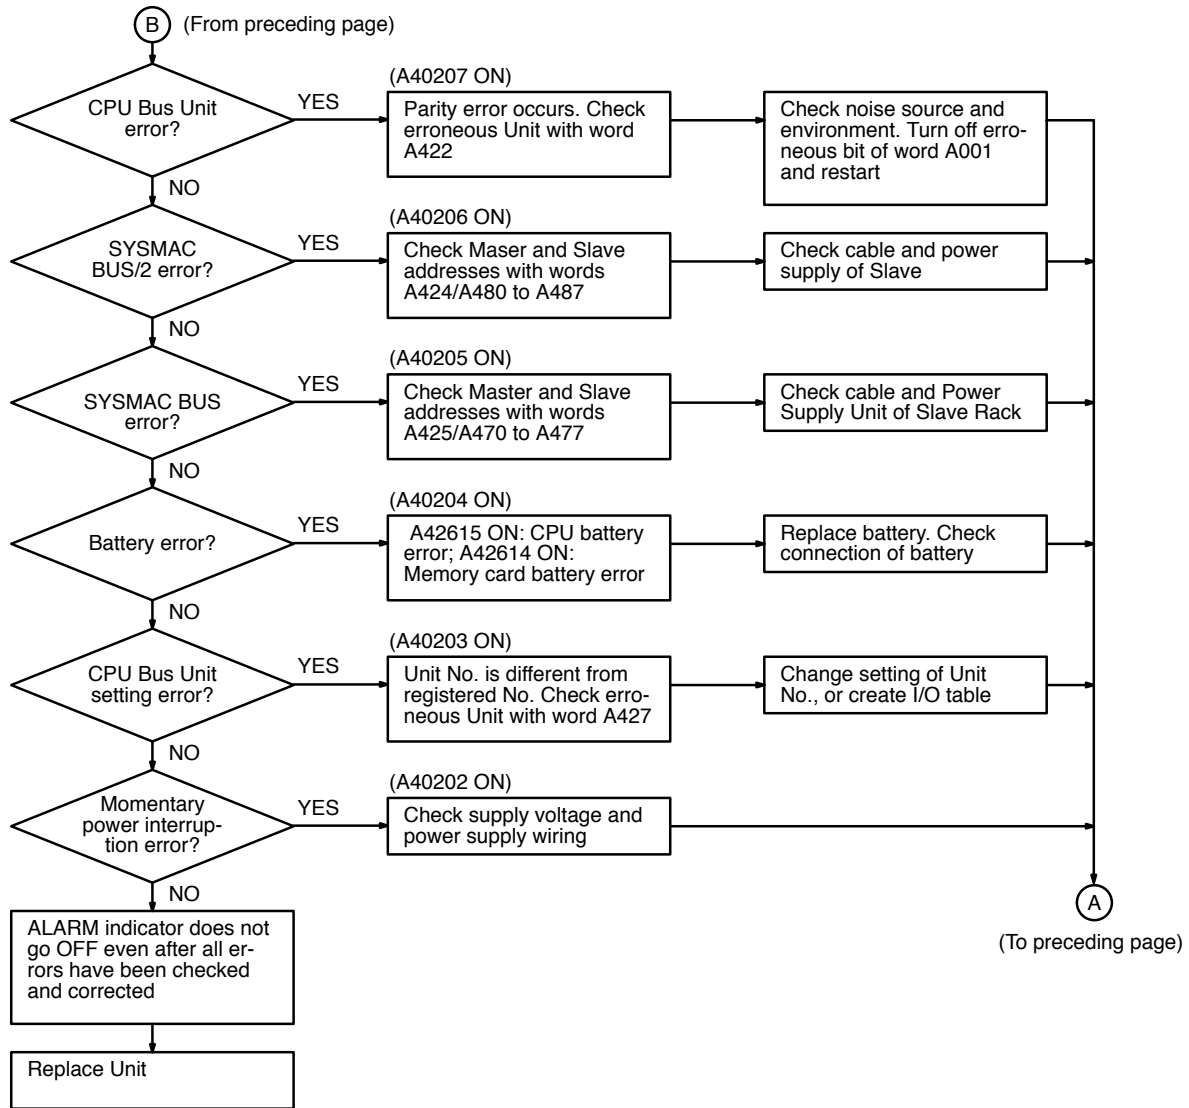 B (From preceding page)
CPU Bus Unit
error?
YES
(A40207 ON)
Parity error occurs. Check
erroneous Unit with word
A422
Check noise source and
environment. Turn off erro-
neous bit of word A001
and restart
NO
SYSMAC
BUS/2 error?
YES
(A40206 ON)
Check Maser and Slave
addresses with words
A424/A480 to A487
Check cable and power
supply of Slave
NO
SYSMAC BUS
error?
YES
(A40205 ON)
Check Master and Slave
addresses with words
A425/A470 to A477
Check cable and Power
Supply Unit of Slave Rack
NO
Battery error?
YES
(A40204 ON)
A42615 ON: CPU battery
error; A42614 ON:
Memory card battery error
Replace battery. Check
connection of battery
NO
CPU Bus Unit
setting error?
YES
(A40203 ON)
Unit No. is different from
registered No. Check erro-
neous Unit with word A427
Change setting of Unit
No., or create I/O table
NO
Momentary
power interrup-
tion error?
YES
(A40202 ON)
Check supply voltage and
power supply wiring
NO
ALARM indicator does not
go OFF even after all er-
rors have been checked
and corrected
A
(To preceding page)
Replace Unit